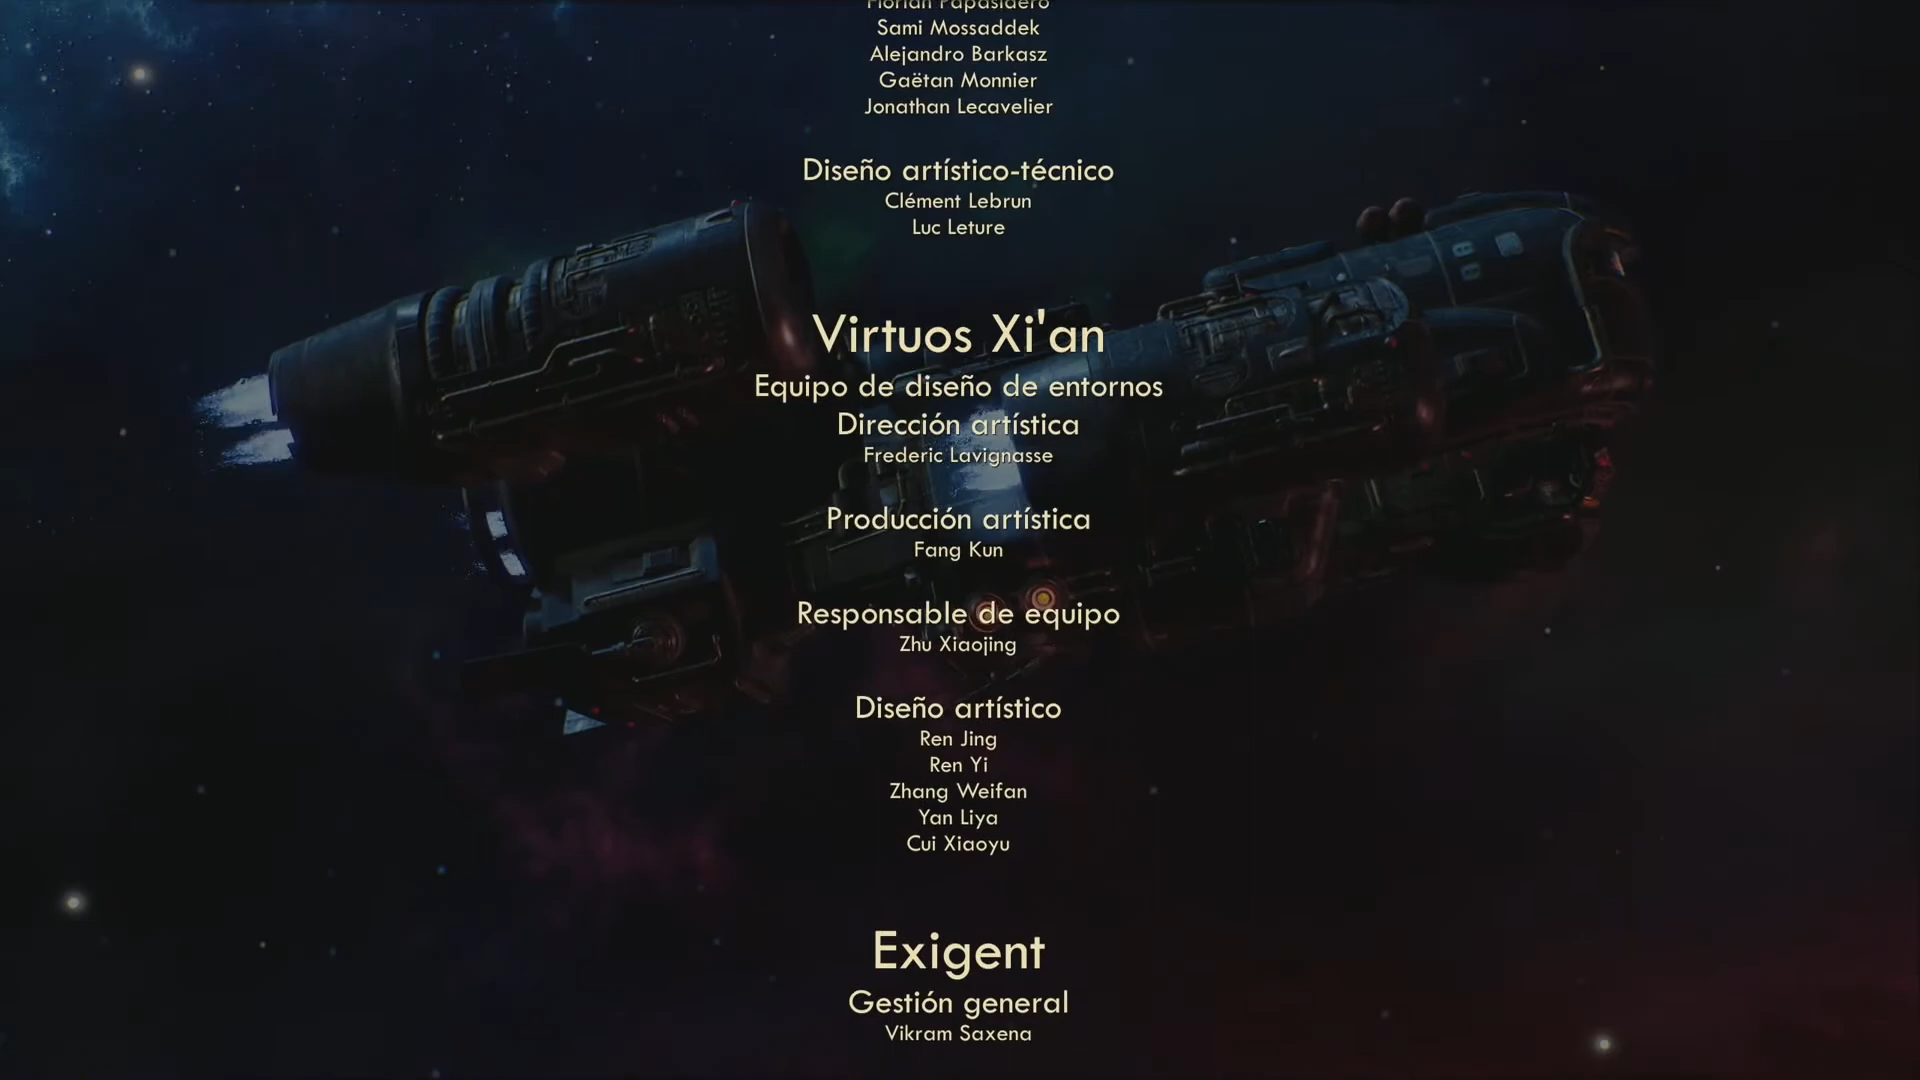 Florian Papasidero
Sami Mossaddek
Alejandro Barkasz
Gaëtan Monnier
Jonathan Lecavelier
Diseño artístico-técnico
Clément Lebrun
Luc Leture
Virtuos Xi'an
Equipo de diseño de entornos
Dirección artística
Frederic Lavignasse
Producción artística
Fang Kun
Responsable de equipo
Zhu Xiaojing
Diseño artístico
Ren Jing
Ren Yi
Zhang Weifan
Yan Liya
Cui Xiaoyu
Exigent
Gestión general
Vikram Saxena